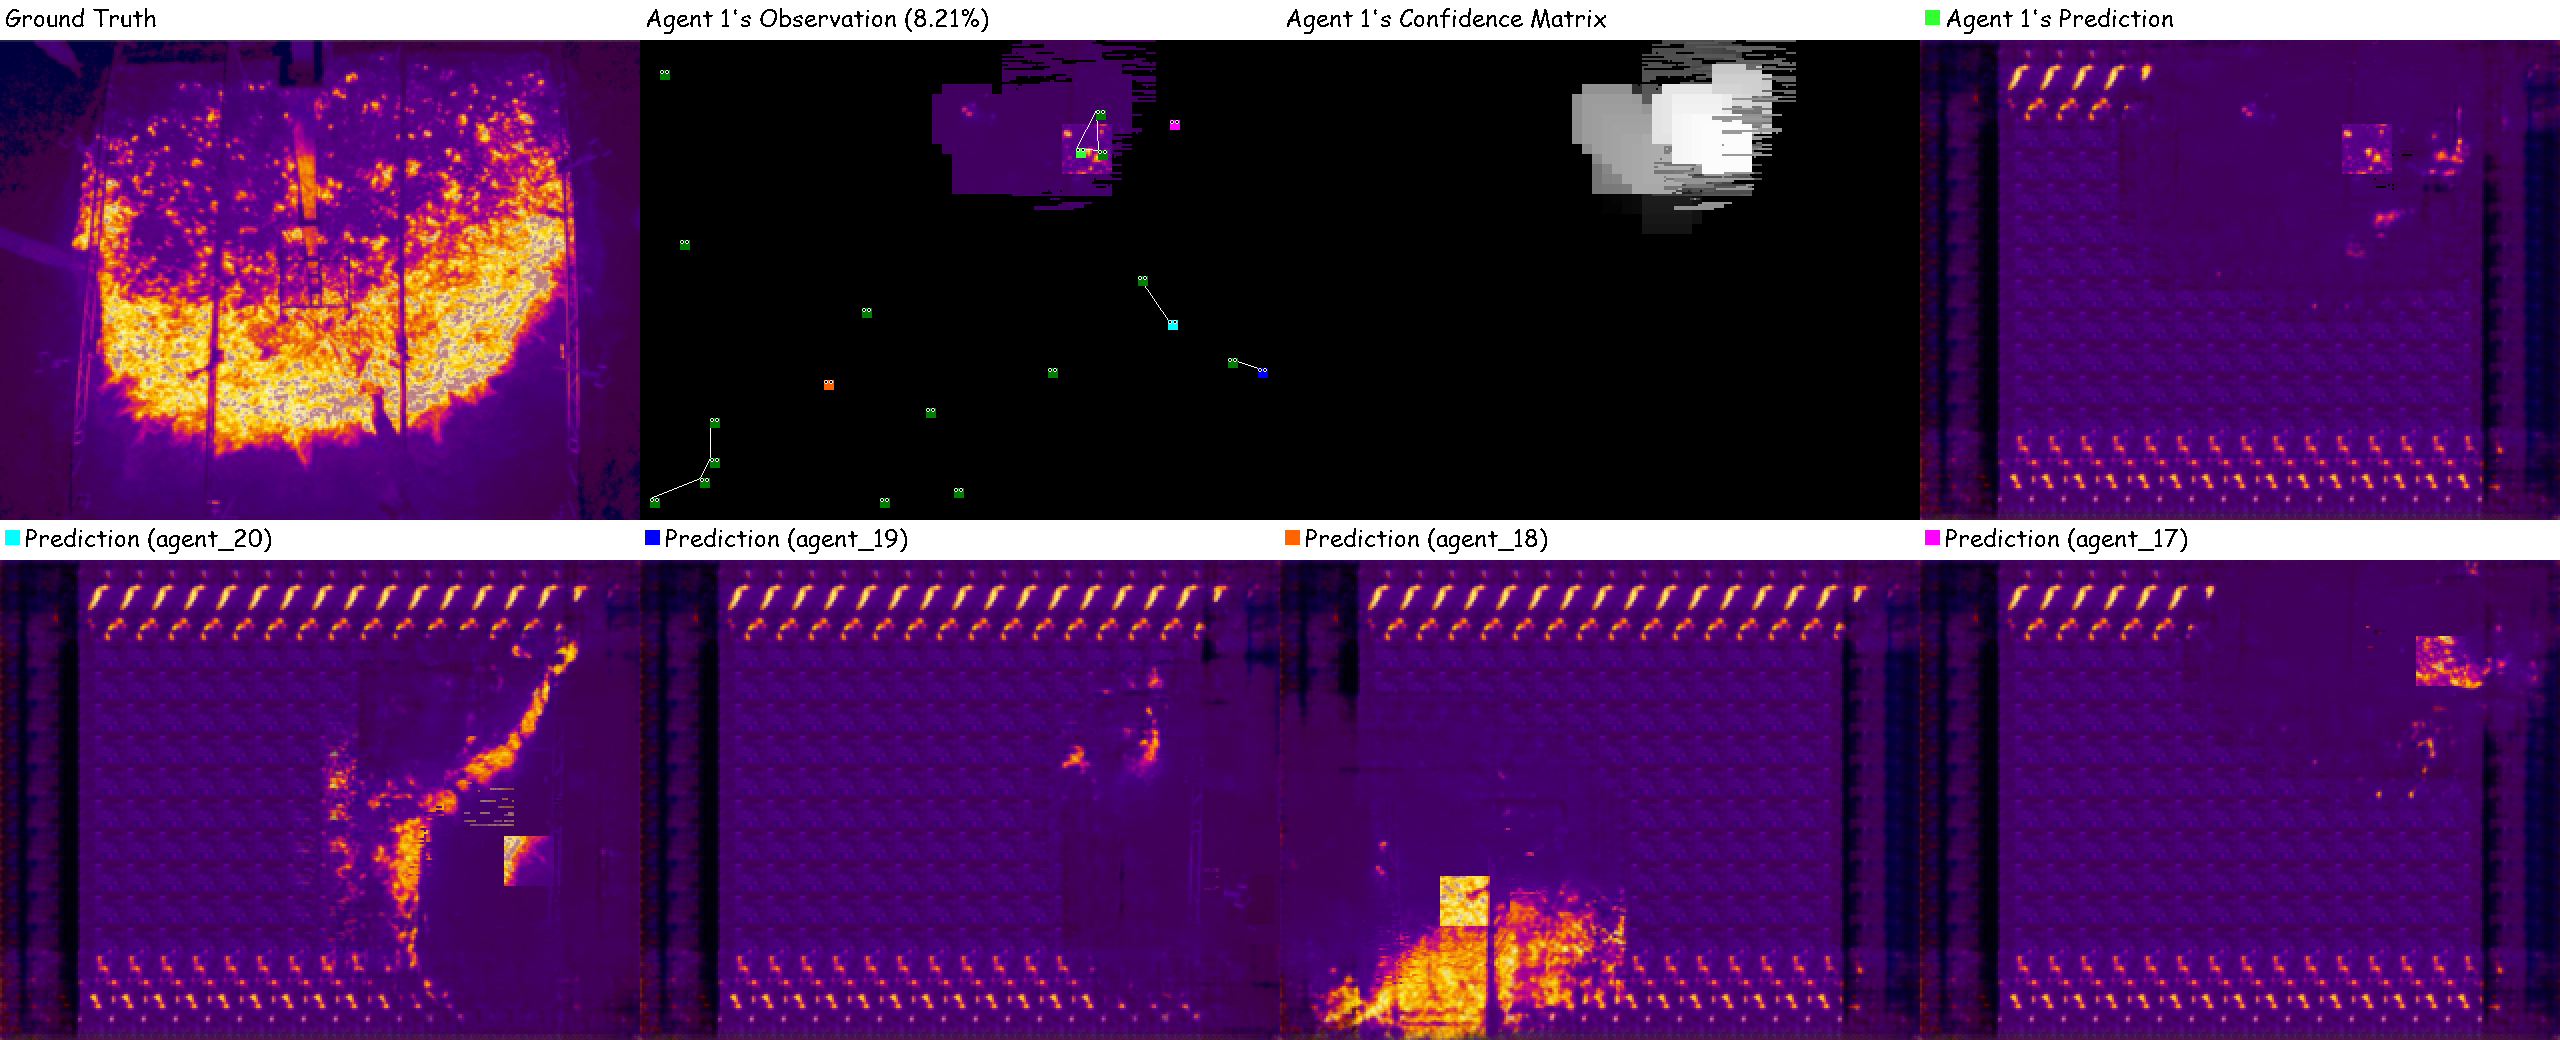 Ground Truth
Agent 1's Observation (8.21%)
Agent 1's Confidence Matrix
Agent 1's Prediction
Prediction (agent_20)
Prediction (agent_19)
Prediction (agent_18)
Prediction (agent_17)